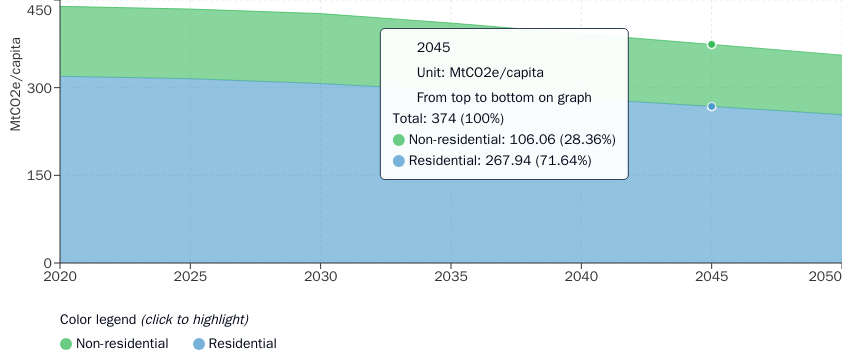 450
300
150
0
MtCO2e/capita
2045
Unit: MtCO2e/capita
From top to bottom on graph
Total: 374 (100%)
Non-residential: 106.06 (28.36%)
Residential: 267.94 (71.64%)
2020 2025 2030 2035 2040 2045 2050
Color legend (click to highlight)
Non-residential Residential